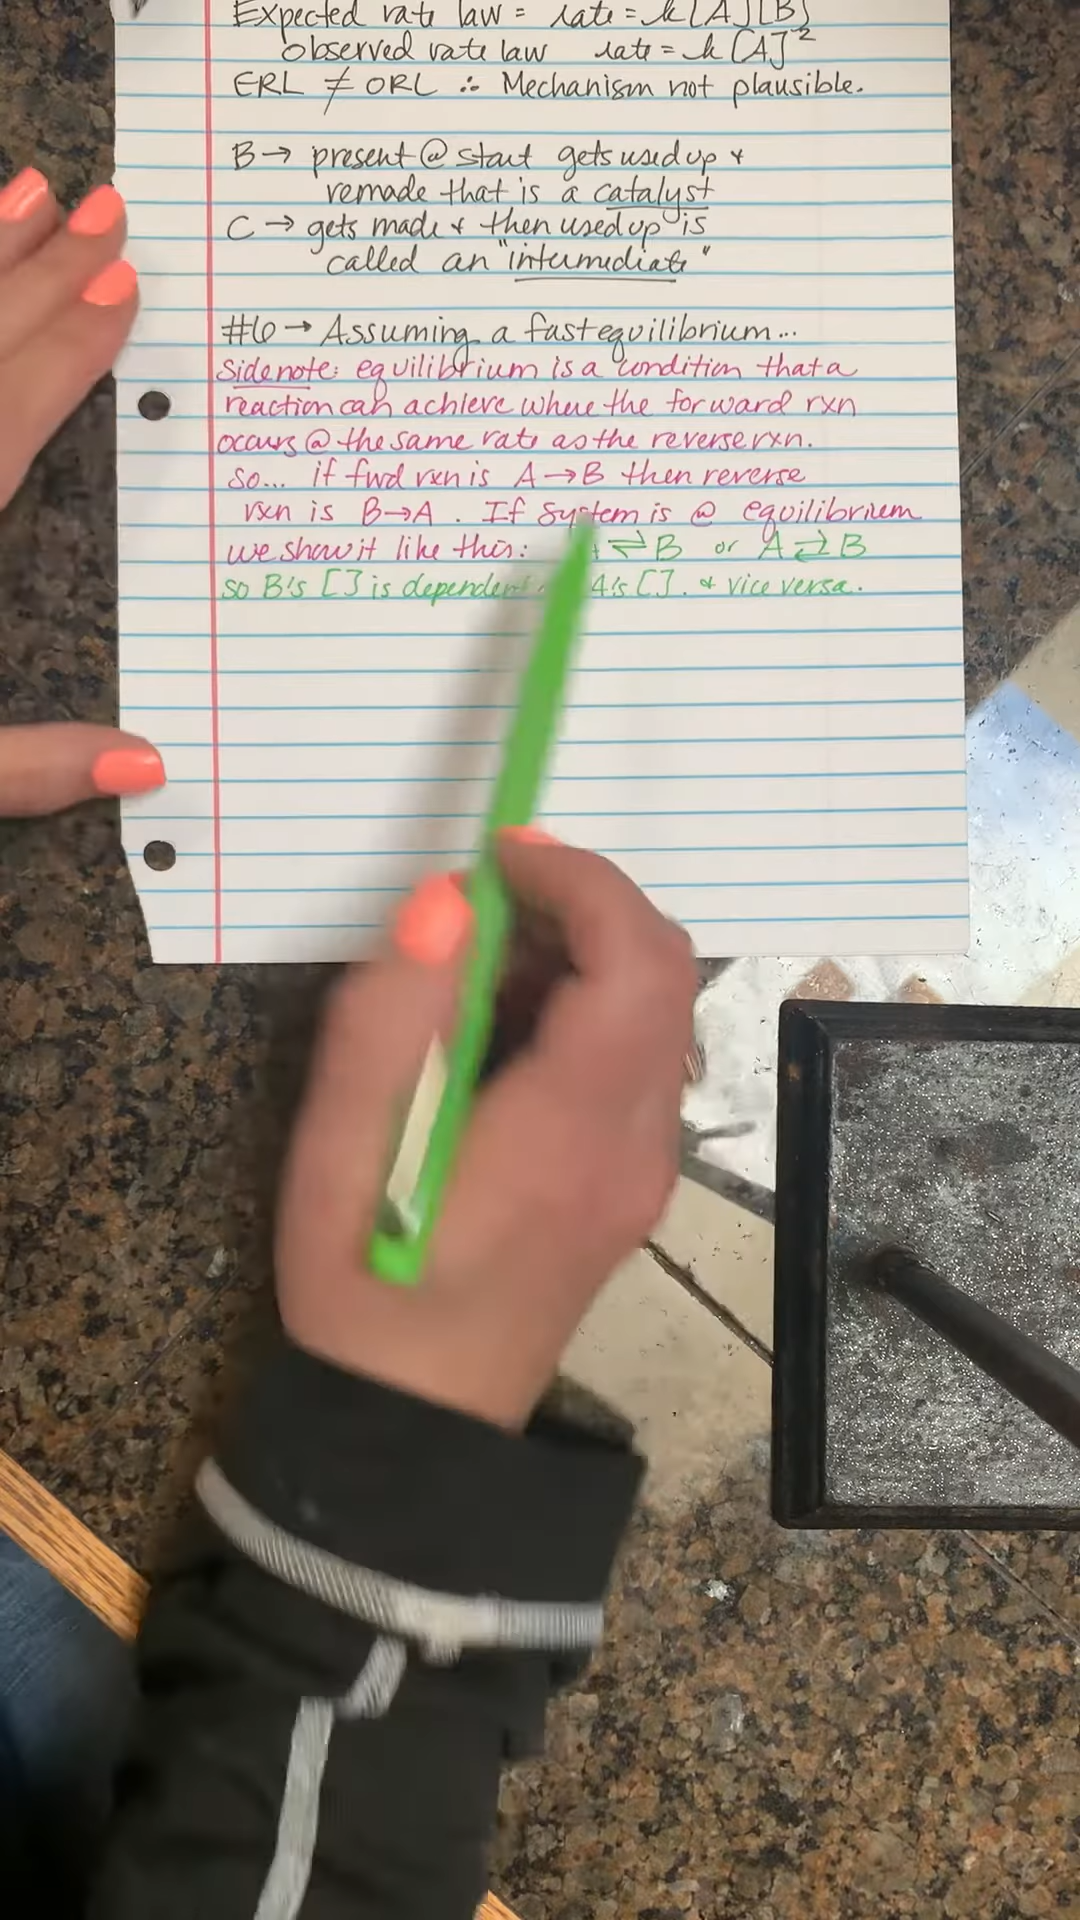 Expected rate law = rate = k[A][B]
Observed rate law rate = k[A]²
ERL ≠ ORL ∴ Mechanism not plausible.
B → present @ start gets used up +
remade that is a catalyst
C → gets made + then used up is
called an "intermediate"
#6 → Assuming a fast equilibrium...
Side note: equilibrium is a condition that a
reaction can achieve where the forward rxn
occurs @ the same rate as the reverse rxn.
So... if fwd rxn is A → B then reverse
rxn is B → A. If system is @ equilibrium
we show it like this: ⇌ B or A ⇌ B
so B's [] is dependent A's []. + vice versa.